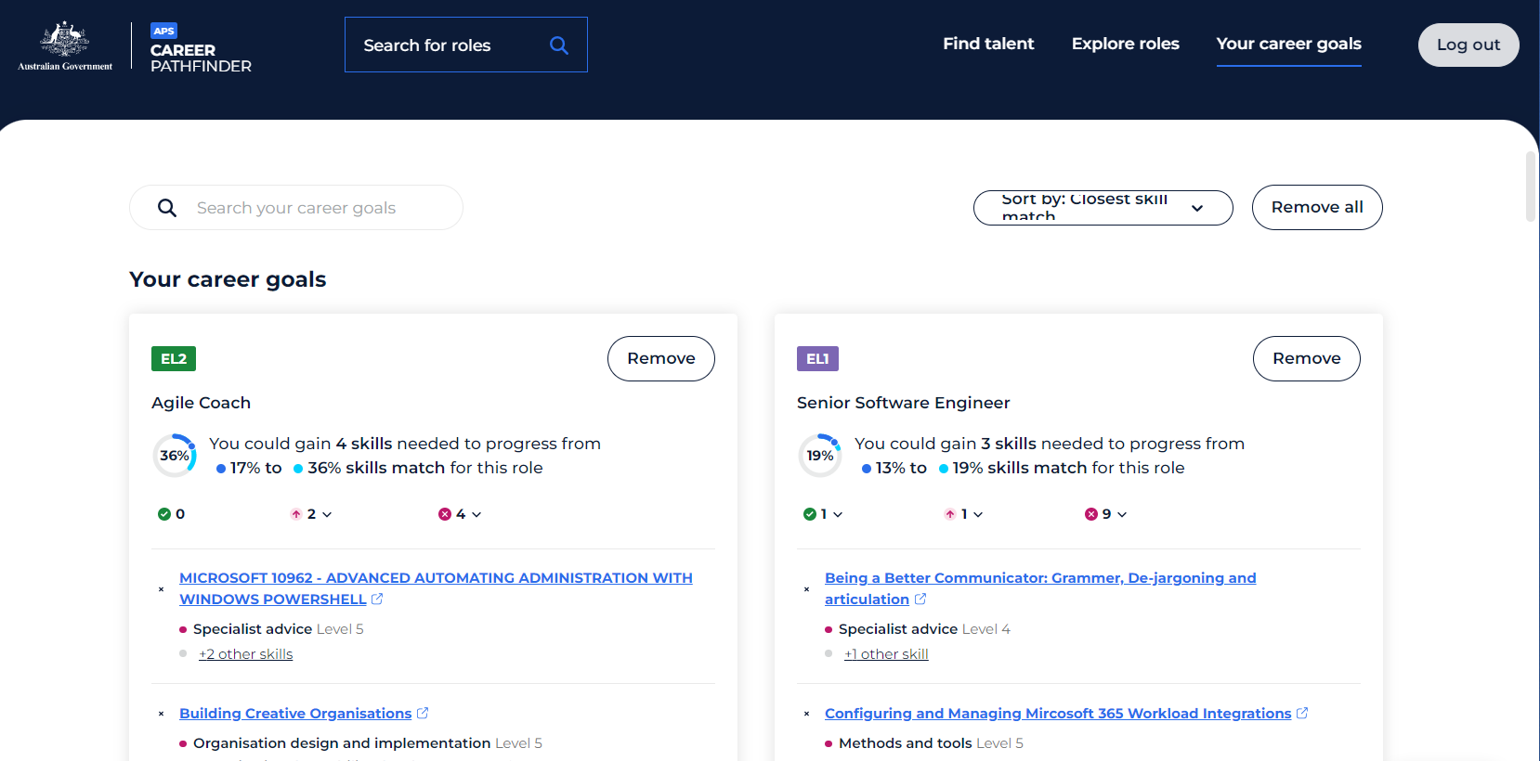 Australian Government
APS
CAREER
PATHFINDER
Search for roles
Find talent
Explore roles
Your career goals
Log out
Search your career goals
Sort by: Closest skill
match
Remove all
Your career goals
EL2
Remove
Agile Coach
36%
You could gain 4 skills needed to progress from
17% to 36% skills match for this role
0
2
4
MICROSOFT 10962 - ADVANCED AUTOMATING ADMINISTRATION WITH
WINDOWS POWERSHELL
Specialist advice Level 5
+2 other skills
Building Creative Organisations
Organisation design and implementation Level 5
EL1
Remove
Senior Software Engineer
19%
You could gain 3 skills needed to progress from
13% to 19% skills match for this role
1
1
9
Being a Better Communicator: Grammer, De-jargoning and
articulation
Specialist advice Level 4
+1 other skill
Configuring and Managing Mircosoft 365 Workload Integrations
Methods and tools Level 5